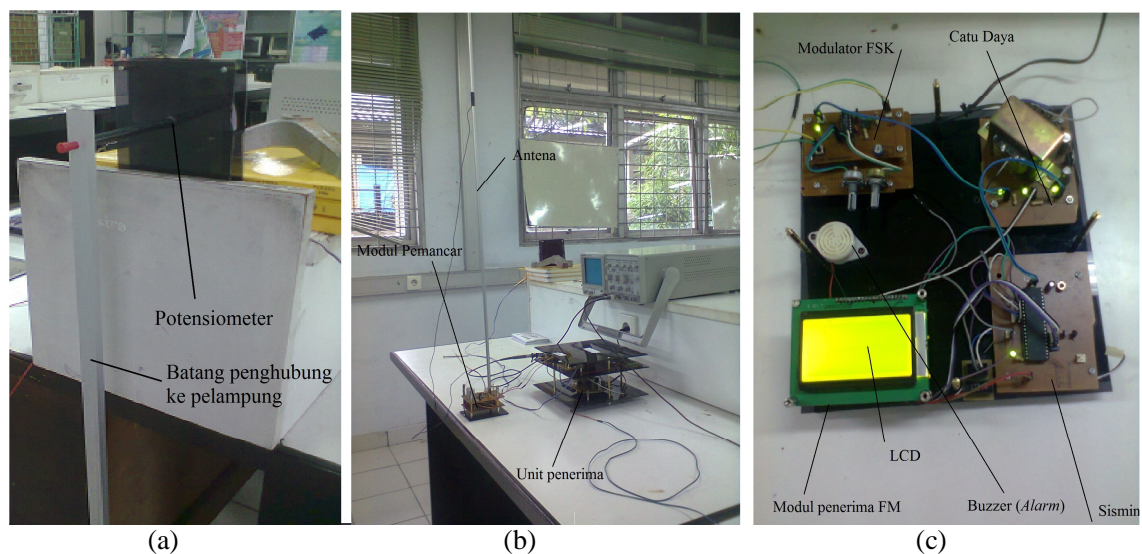 Potensiometer
Batang penghubung
ke pelampung
(a)
Antena
Modul Pemancar
Unit penerima
(b)
Modulator FSK
Catu Daya
LCD
Modul penerima FM
Buzzer (Alarm)
Sismin
(c)